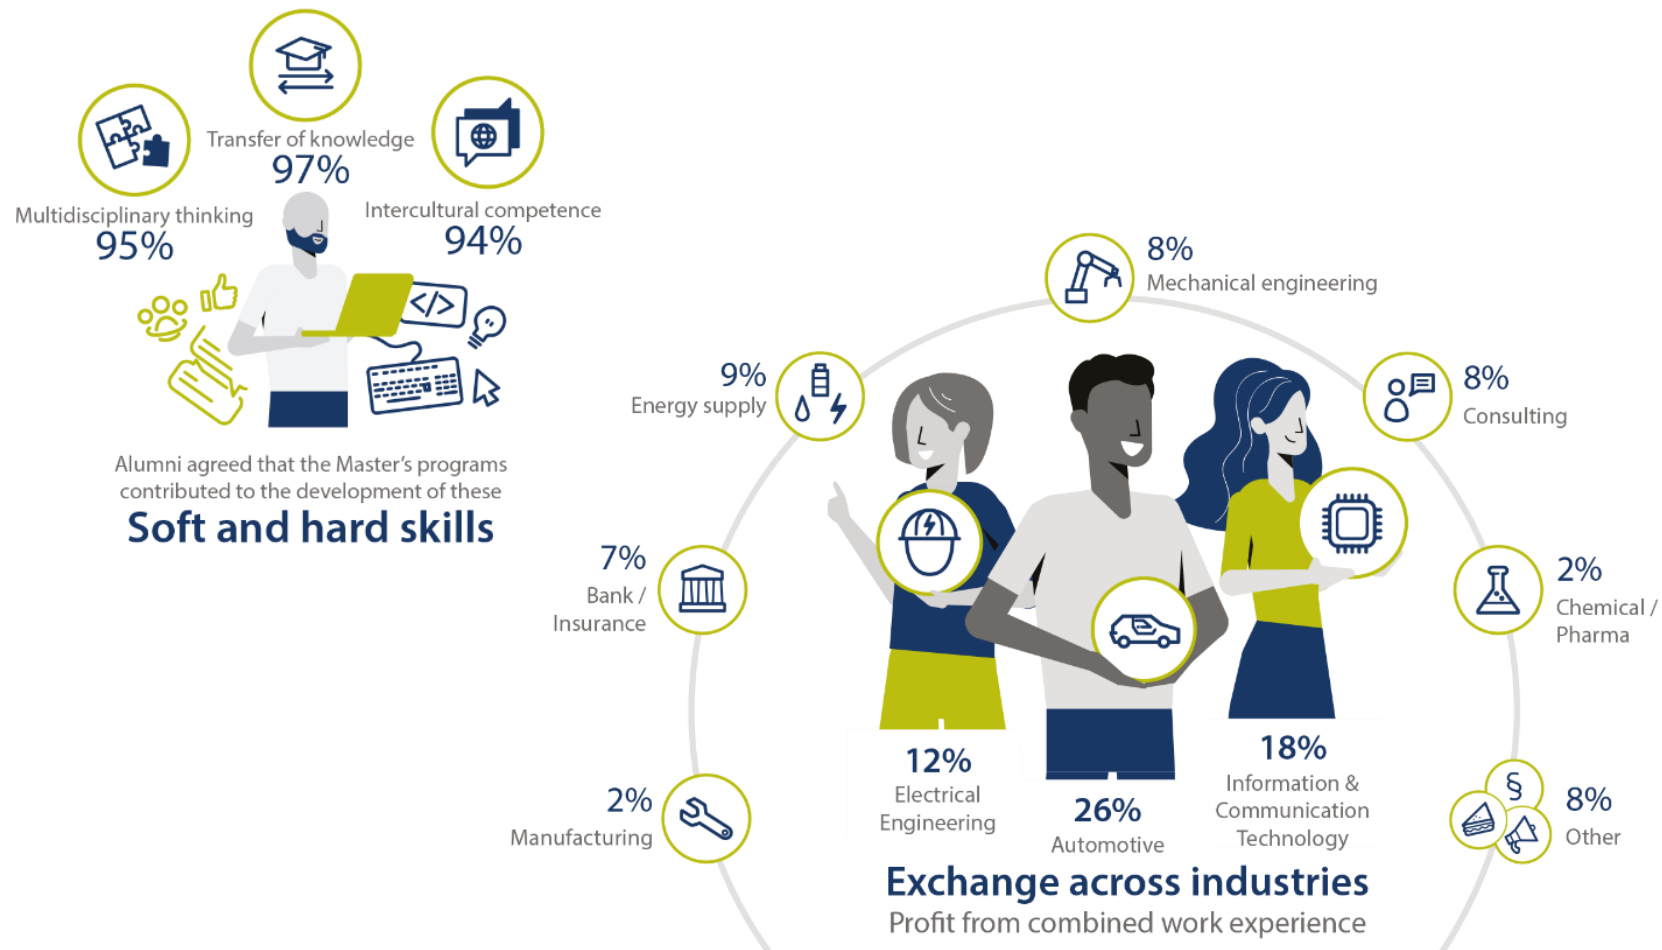 Transfer of knowledge
97%
Multidisciplinary thinking
95%
Intercultural competence
94%
</>
Alumni agreed that the Master's programs
contributed to the development of these
Soft and hard skills
8%
Mechanical engineering
9%
Energy supply
8%
Consulting
7%
Bank /
Insurance
2%
Chemical /
Pharma
2%
Manufacturing
12%
Electrical
Engineering
26%
Automotive
18%
Information &
Communication
Technology
§
8%
Other
Exchange across industries
Profit from combined work experience